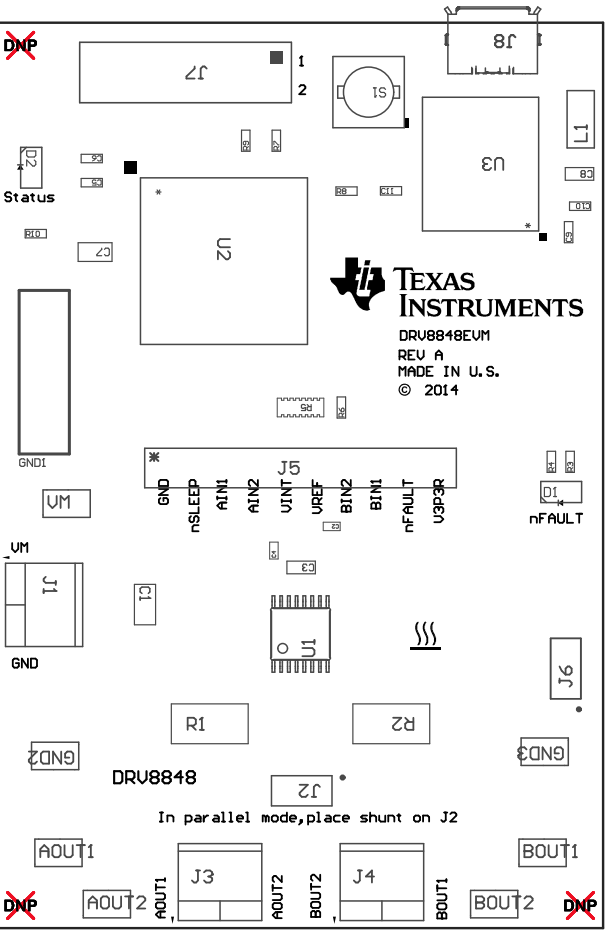 DNP
J7
1
2
J8
S1
L1
U3
D2
Status
C6
C5
R9
R7
R8
C11
C8
C10
C9
*
*
U2
R10
C7
TEXAS
INSTRUMENTS
DRV8848EVM
REV A
MADE IN U.S.
© 2014
R5
R6
GND1
* J5
GND
nSLEEP
AIN1
AIN2
VINT
VREF
BIN2
BIN1
nFAULT
V3P3R
R4
R3
D1
nFAULT
VM
C2
C4
C3
VM
J1
GND
C1
U1
J6
R1
R2
GND2
GND3
DRV8848
J2
In parallel mode,place shunt on J2
AOUT1
BOUT1
AOUT2
BOUT2
AOUT1
J3
AOUT2
BOUT2
J4
BOUT1
DNP
DNP